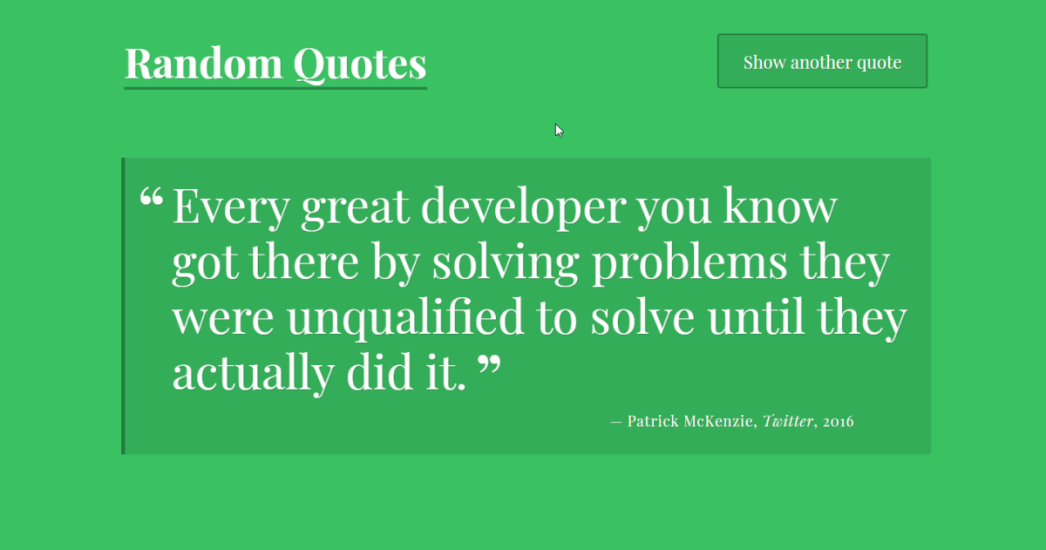 Random Quotes
Show another quote
“ Every great developer you know
got there by solving problems they
were unqualified to solve until they
actually did it. ”
— Patrick McKenzie, Twitter, 2016